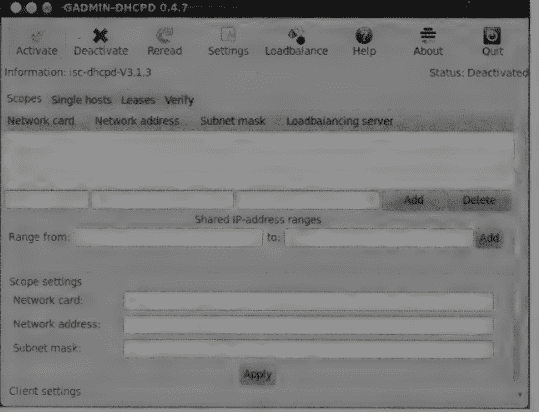 GADMIN-DHCPD 0.4.7
Activate Deactivate Reread Settings Loadbalance Help About Quit
Information: isc-dhcpd-V3.1.3 Status: Deactivated
Scopes Single hosts Leases Verify
Network card Network address Subnet mask Loadbalancing server
Add Delete
Shared IP-address ranges
Range from: to: Add
Scope settings
Network card:
Network address:
Subnet mask:
Apply
Client settings